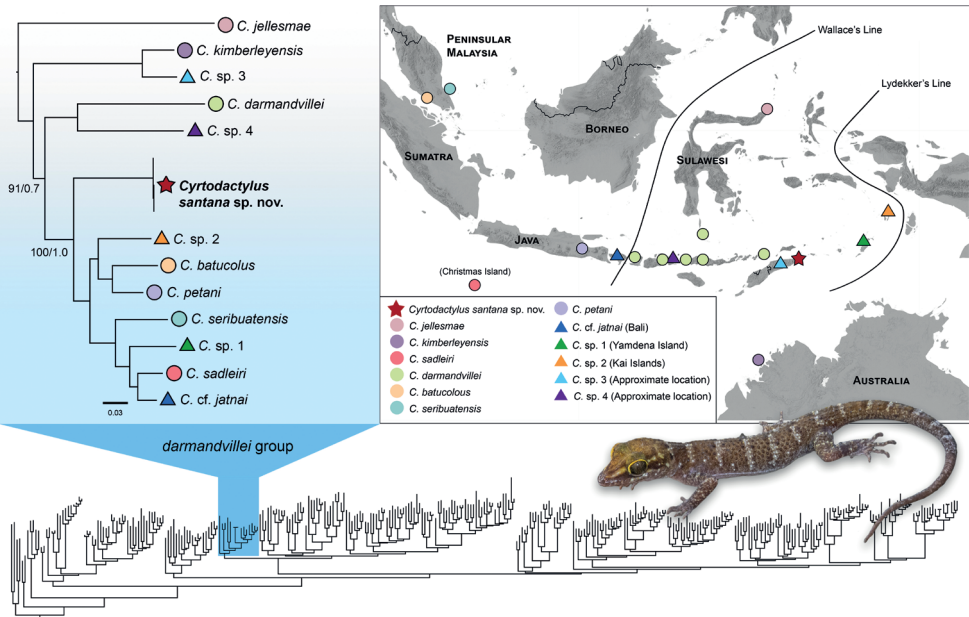 C. jellesmae
C. kimberleyensis
C. sp. 3
C. darmandvillei
C. sp. 4
91/0.7
Cyrtodactylus
santana sp. nov.
100/1.0
C. sp. 2
C. batucolus
C. petani
C. seribuatensis
C. sp. 1
C. sadleiri
C. cf. jatnai
0.03
PENINSULAR
MALAYSIA
Wallace's Line
Lydekker's Line
BORNEO
SUMATRA
SULAWESI
JAVA
(Christmas Island)
AUSTRALIA
Cyrtodactylus santana sp. nov.
C. jellesmae
C. kimberleyensis
C. sadleiri
C. darmandvillei
C. batucolous
C. seribuatensis
C. petani
C. cf. jatnai (Bali)
C. sp. 1 (Yamdena Island)
C. sp. 2 (Kai Islands)
C. sp. 3 (Approximate location)
C. sp. 4 (Approximate location)
darmandvillei group